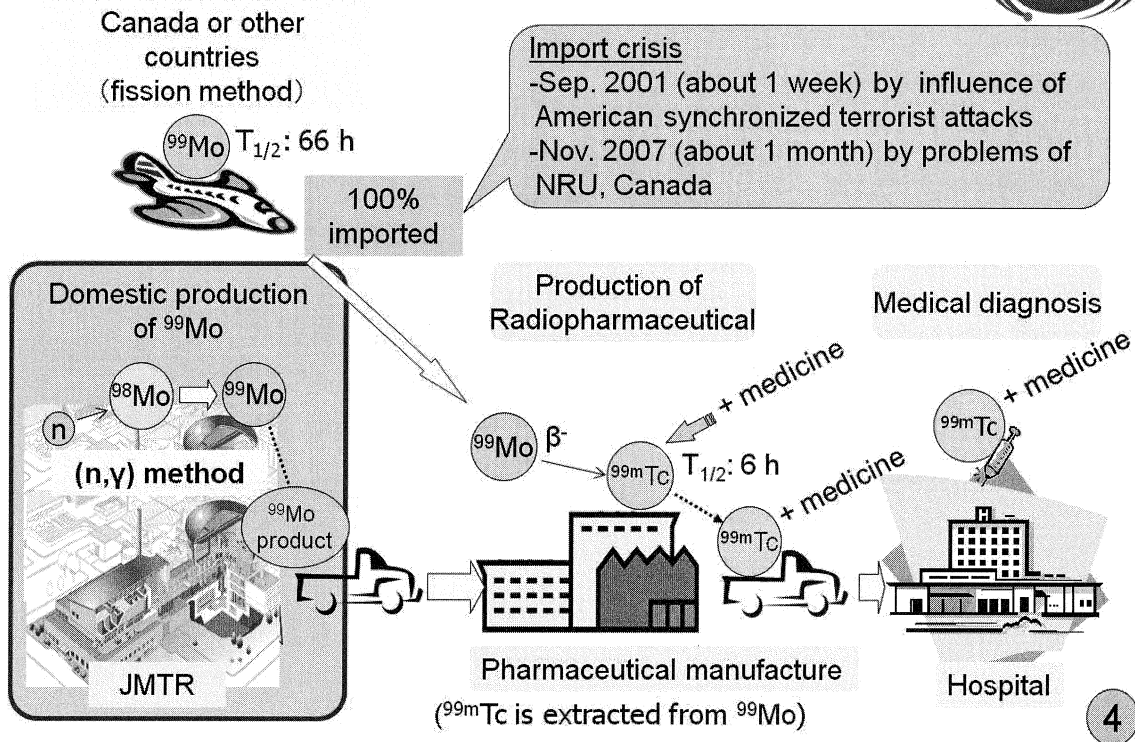 Canada or other
countries
(fission method)
⁹⁹Mo
T₁/₂: 66 h
100%
imported
Import crisis
-Sep. 2001 (about 1 week) by influence of
American synchronized terrorist attacks
-Nov. 2007 (about 1 month) by problems of
NRU, Canada
Domestic production
of ⁹⁹Mo
n
⁹⁸Mo
⁹⁹Mo
(n,γ) method
⁹⁹Mo
product
JMTR
Production of
Radiopharmaceutical
+ medicine
⁹⁹Mo
β⁻
⁹⁹ᵐTc
T₁/₂: 6 h
⁹⁹ᵐTc
+ medicine
Pharmaceutical manufacture
(⁹⁹ᵐTc is extracted from ⁹⁹Mo)
Medical diagnosis
⁹⁹ᵐTc
+ medicine
H
Hospital
4